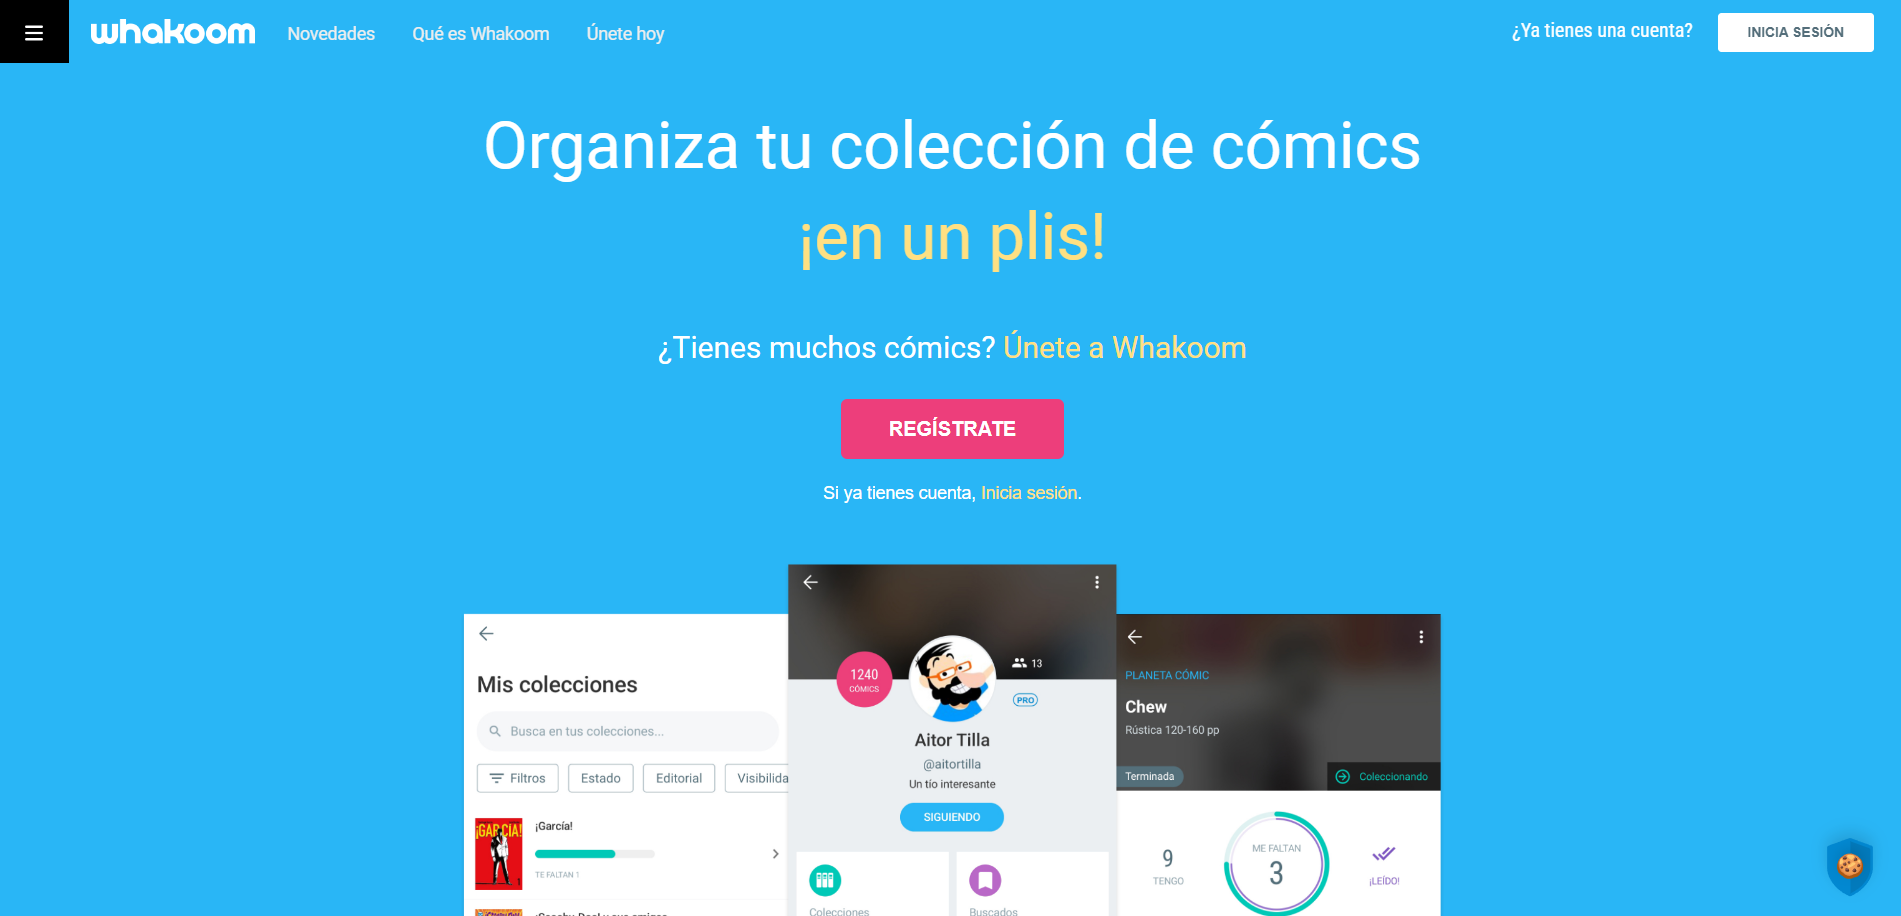 whakoom
Novedades
Qué es Whakoom
Únete hoy
¿Ya tienes una cuenta?
INICIA SESIÓN
Organiza tu colección de cómics
¡en un plis!
¿Tienes muchos cómics? Únete a Whakoom
REGÍSTRATE
Si ya tienes cuenta, Inicia sesión.
Mis colecciones
Busca en tus colecciones...
Filtros
Estado
Editorial
Visibilida
¡GARCÍA!
¡García!
TE FALTAN 1
1240
CÓMICS
13
PRO
Aitor Tilla
@aitortilla
Un tío interesante
SIGUIENDO
Colecciones
Buscados
PLANETA CÓMIC
Chew
Rústica 120-160 pp
Terminada
Coleccionando
9
TENGO
ME FALTAN
3
¡LEÍDO!